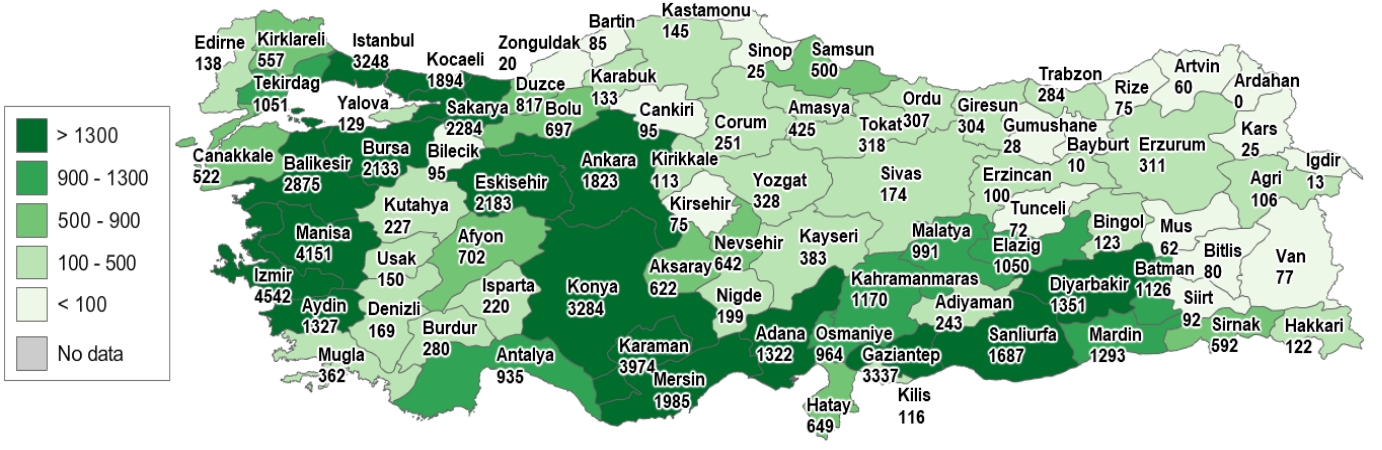 > 1300
900 - 1300
500 - 900
100 - 500
< 100
No data
Edirne
138
Kirklareli
557
Tekirdag
1051
Istanbul
3248
Kocaeli
1894
Yalova
129
Sakarya
2284
Zonguldak
20
Duzce
817
Bolu
697
Bartin
85
Karabuk
133
Kastamonu
145
Cankiri
95
Sinop
25
Samsun
500
Corum
251
Amasya
425
Tokat
318
Ordu
307
Giresun
304
Trabzon
284
Gumushane
28
Rize
75
Artvin
60
Ardahan
0
Bayburt
10
Erzurum
311
Kars
25
Igdir
13
Agri
106
Canakkale
522
Balikesir
2875
Bursa
2133
Bilecik
95
Eskisehir
2183
Ankara
1823
Kirikkale
113
Kirsehir
75
Yozgat
328
Sivas
174
Erzincan
100
Tunceli
72
Bingol
123
Mus
62
Bitlis
80
Van
77
Kutahya
227
Manisa
4151
Usak
150
Afyon
702
Izmir
4542
Aydin
1327
Denizli
169
Mugla
362
Burdur
280
Isparta
220
Antalya
935
Konya
3284
Aksaray
622
Nevsehir
642
Kayseri
383
Nigde
199
Karaman
3974
Mersin
1985
Adana
1322
Osmaniye
964
Kahramanmaras
1170
Malatya
991
Elazig
1050
Adiyaman
243
Gaziantep
3337
Kilis
116
Hatay
649
Sanliurfa
1687
Diyarbakir
1351
Batman
1126
Mardin
1293
Siirt
92
Sirnak
592
Hakkari
122